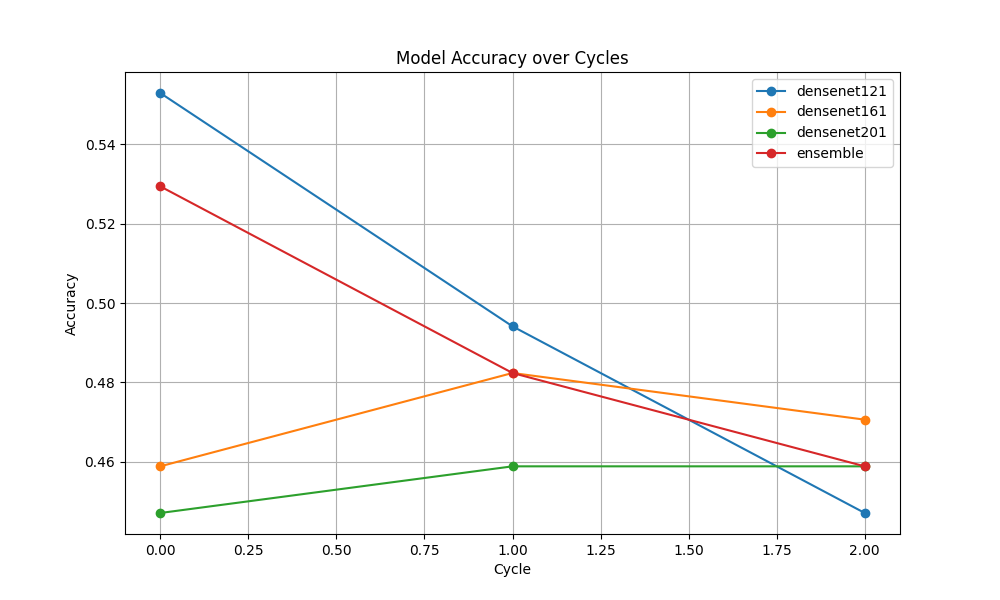 Model Accuracy over Cycles
densenet121
densenet161
densenet201
ensemble
Accuracy
0.54
0.52
0.50
0.48
0.46
0.00 0.25 0.50 0.75 1.00 1.25 1.50 1.75 2.00
Cycle